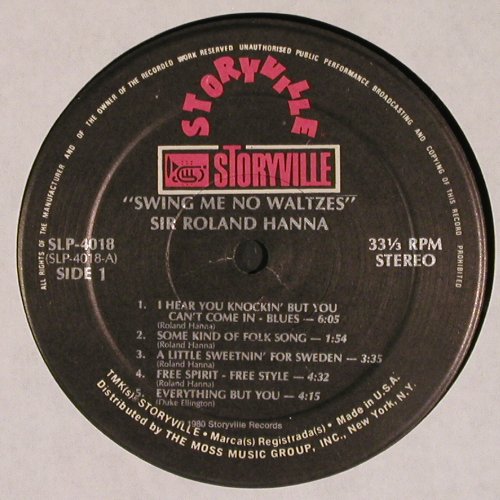 ALL RIGHTS OF THE MANUFACTURER AND OF THE OWNER OF THE RECORDED WORK RESERVED UNAUTHORISED PUBLIC PERFORMANCE BROADCASTING AND COPYING OF THIS RECORD PROHIBITED
STORYVILLE
STORYVILLE
"SWING ME NO WALTZES"
SIR ROLAND HANNA
SLP-4018
(SLP-4018-A)
SIDE 1
33⅓ RPM
STEREO
1. I HEAR YOU KNOCKIN' BUT YOU
CAN'T COME IN - BLUES — 6:05
(Roland Hanna)
2. SOME KIND OF FOLK SONG — 1:54
(Roland Hanna)
3. A LITTLE SWEETNIN' FOR SWEDEN — 3:35
(Roland Hanna)
4. FREE SPIRIT - FREE STYLE — 4:32
(Roland Hanna)
5. EVERYTHING BUT YOU — 4:15
(Duke Ellington)
1980 Storyville Records
TMK(s) STORYVILLE • Marca(s) Registrada(s) • Made in U.S.A.
Distributed by THE MOSS MUSIC GROUP, INC., New York, N.Y.